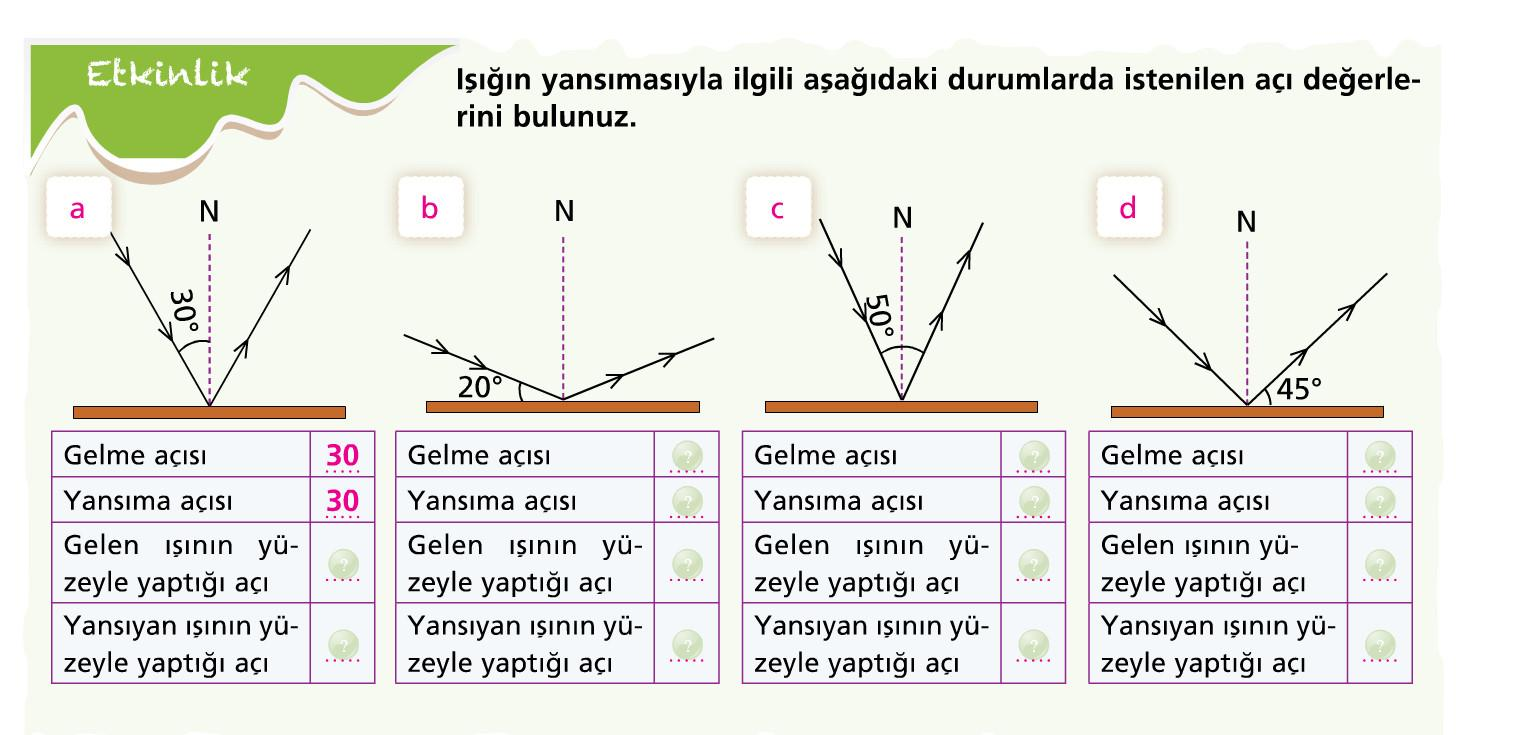 Etkinlik
Işığın yansımasıyla ilgili aşağıdaki durumlarda istenilen açı değerle-
rini bulunuz.
a
N
30°
b
N
20°
c
N
50°
d
N
45°
Gelme açısı 30
Yansıma açısı 30
Gelen ışının yü-
zeyle yaptığı açı ?
Yansıyan ışının yü-
zeyle yaptığı açı ?
Gelme açısı ?
Yansıma açısı ?
Gelen ışının yü-
zeyle yaptığı açı ?
Yansıyan ışının yü-
zeyle yaptığı açı ?
Gelme açısı ?
Yansıma açısı ?
Gelen ışının yü-
zeyle yaptığı açı ?
Yansıyan ışının yü-
zeyle yaptığı açı ?
Gelme açısı ?
Yansıma açısı ?
Gelen ışının yü-
zeyle yaptığı açı ?
Yansıyan ışının yü-
zeyle yaptığı açı ?